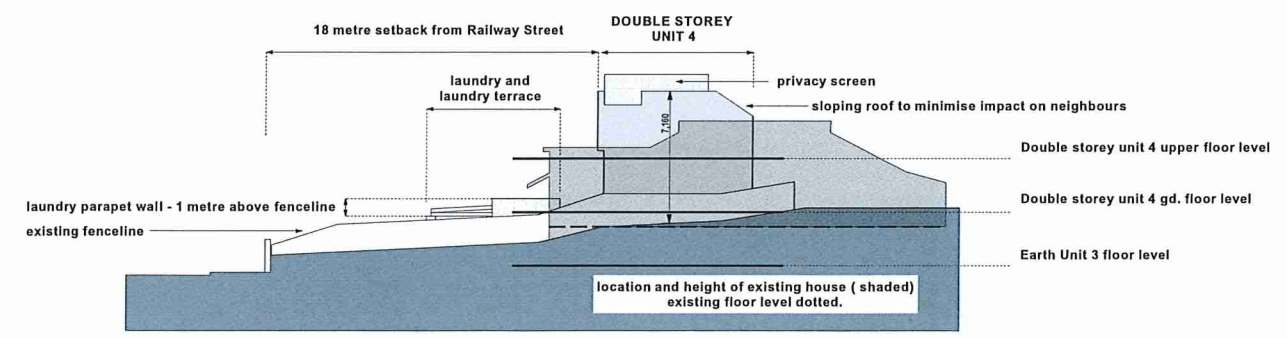 18 metre setback from Railway Street
DOUBLE STOREY
UNIT 4
laundry and
laundry terrace
privacy screen
sloping roof to minimise impact on neighbours
7,160
Double storey unit 4 upper floor level
laundry parapet wall - 1 metre above fenceline
Double storey unit 4 gd. floor level
existing fenceline
Earth Unit 3 floor level
location and height of existing house ( shaded)
existing floor level dotted.